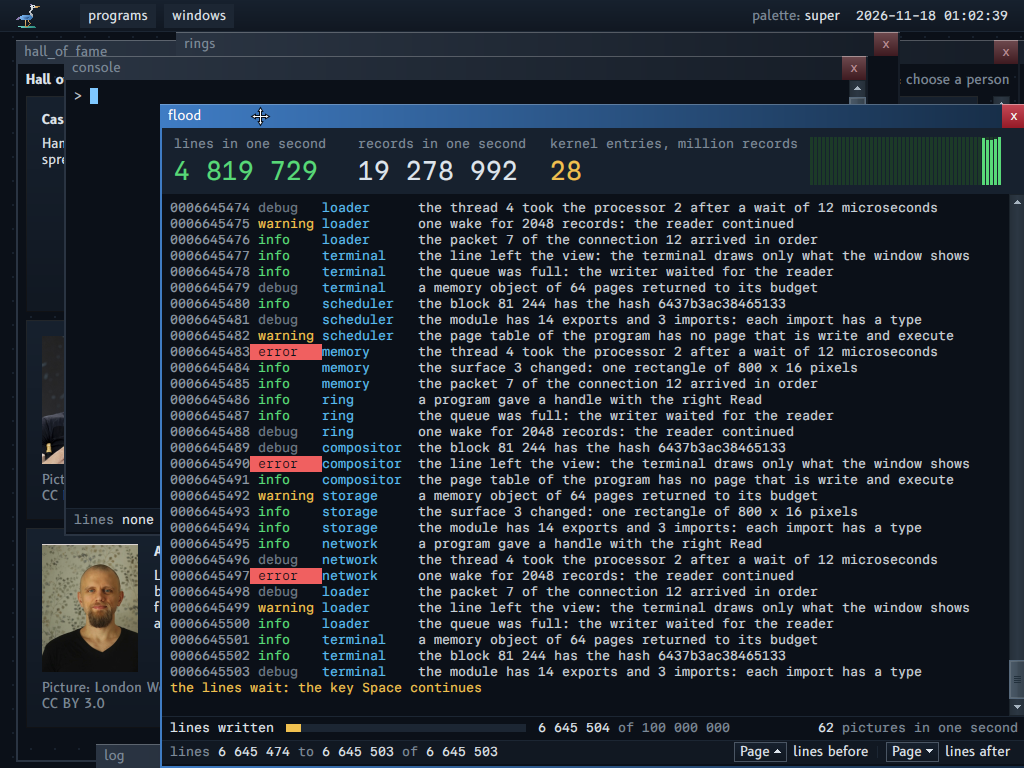 programs windows palette: super 2026-11-18 01:02:39
rings x
hall_of_fame x
console x
Hall o choose a person
>
flood x
Cas
Han
spre
lines in one second records in one second kernel entries, million records
4 819 729 19 278 992 28
0006645474 debug loader the thread 4 took the processor 2 after a wait of 12 microseconds
0006645475 warning loader one wake for 2048 records: the reader continued
0006645476 info loader the packet 7 of the connection 12 arrived in order
0006645477 info terminal the line left the view: the terminal draws only what the window shows
0006645478 info terminal the queue was full: the writer waited for the reader
0006645479 debug terminal a memory object of 64 pages returned to its budget
0006645480 info scheduler the block 81 244 has the hash 6437b3ac38465133
0006645481 debug scheduler the module has 14 exports and 3 imports: each import has a type
0006645482 warning scheduler the page table of the program has no page that is write and execute
0006645483 error memory the thread 4 took the processor 2 after a wait of 12 microseconds
0006645484 info memory the surface 3 changed: one rectangle of 800 x 16 pixels
0006645485 info memory the packet 7 of the connection 12 arrived in order
0006645486 info ring a program gave a handle with the right Read
0006645487 info ring the queue was full: the writer waited for the reader
0006645488 debug ring one wake for 2048 records: the reader continued
0006645489 debug compositor the block 81 244 has the hash 6437b3ac38465133
0006645490 error compositor the line left the view: the terminal draws only what the window shows
0006645491 info compositor the page table of the program has no page that is write and execute
0006645492 warning storage a memory object of 64 pages returned to its budget
0006645493 info storage the surface 3 changed: one rectangle of 800 x 16 pixels
0006645494 info storage the module has 14 exports and 3 imports: each import has a type
0006645495 info network a program gave a handle with the right Read
0006645496 debug network the thread 4 took the processor 2 after a wait of 12 microseconds
0006645497 error network one wake for 2048 records: the reader continued
0006645498 debug loader the packet 7 of the connection 12 arrived in order
0006645499 warning loader the line left the view: the terminal draws only what the window shows
0006645500 info loader the queue was full: the writer waited for the reader
0006645501 info terminal a memory object of 64 pages returned to its budget
0006645502 info terminal the block 81 244 has the hash 6437b3ac38465133
0006645503 debug terminal the module has 14 exports and 3 imports: each import has a type
the lines wait: the key Space continues
Pict
CC
lines none
Picture: London We
CC BY 3.0
lines written 6 645 504 of 100 000 000 62 pictures in one second
log
lines 6 645 474 to 6 645 503 of 6 645 503 Page lines before Page lines after